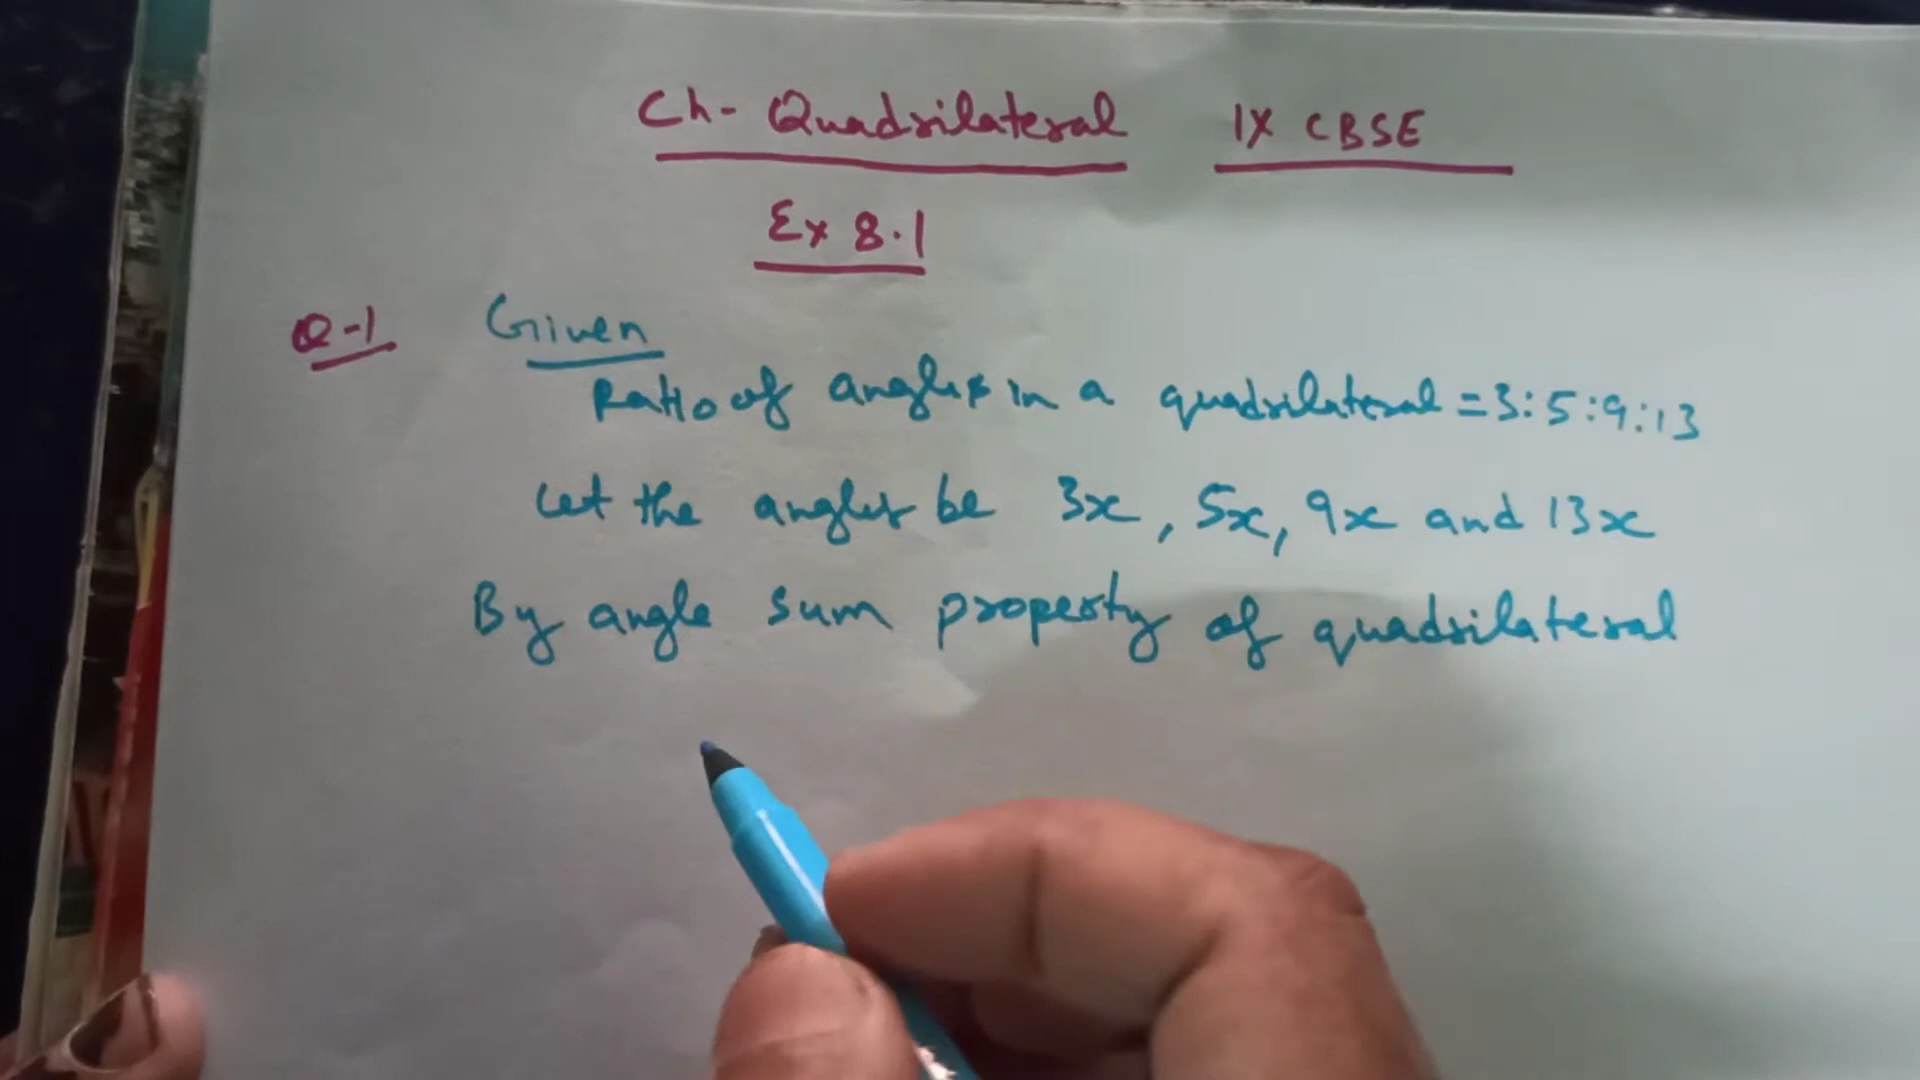 Ch- Quadrilateral IX CBSE
Ex 8.1
Q-1 Given
Ratio of angles in a quadrilateral = 3:5:9:13
Let the angles be 3x, 5x, 9x and 13x
By angle sum property of quadrilateral